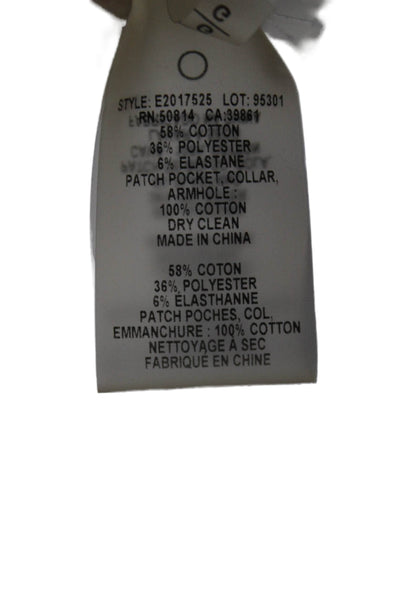 STYLE: E2017525 LOT: 95301
RN:50814 CA:39861
58% COTTON
36% POLYESTER
6% ELASTANE
PATCH POCKET, COLLAR,
ARMHOLE :
100% COTTON
DRY CLEAN
MADE IN CHINA
58% COTON
36% POLYESTER
6% ELASTHANNE
PATCH POCHES, COL,
EMMANCHURE : 100% COTTON
NETTOYAGE À SEC
FABRIQUE EN CHINE